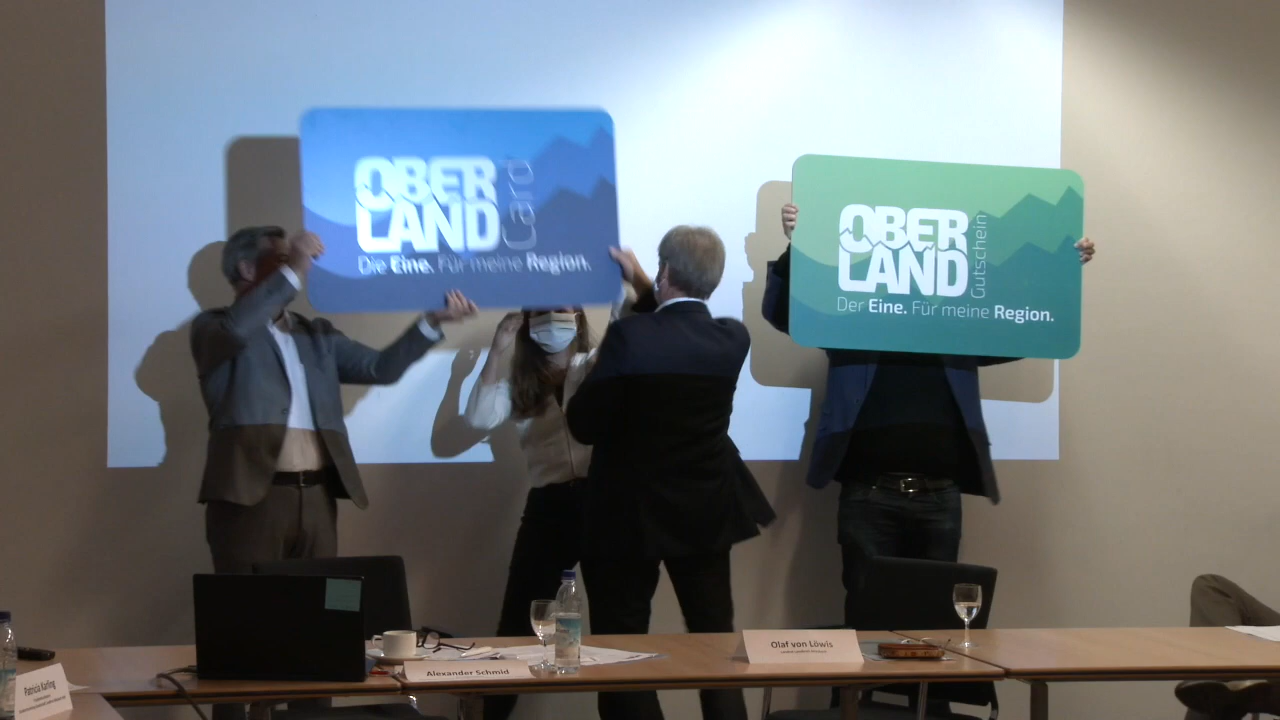 OBER
LAND
Card
Die Eine. Für meine Region.
OBER
LAND
Gutschein
Der Eine. Für meine Region.
Olaf von Löwis
Alexander Schmid
Patricia Karling